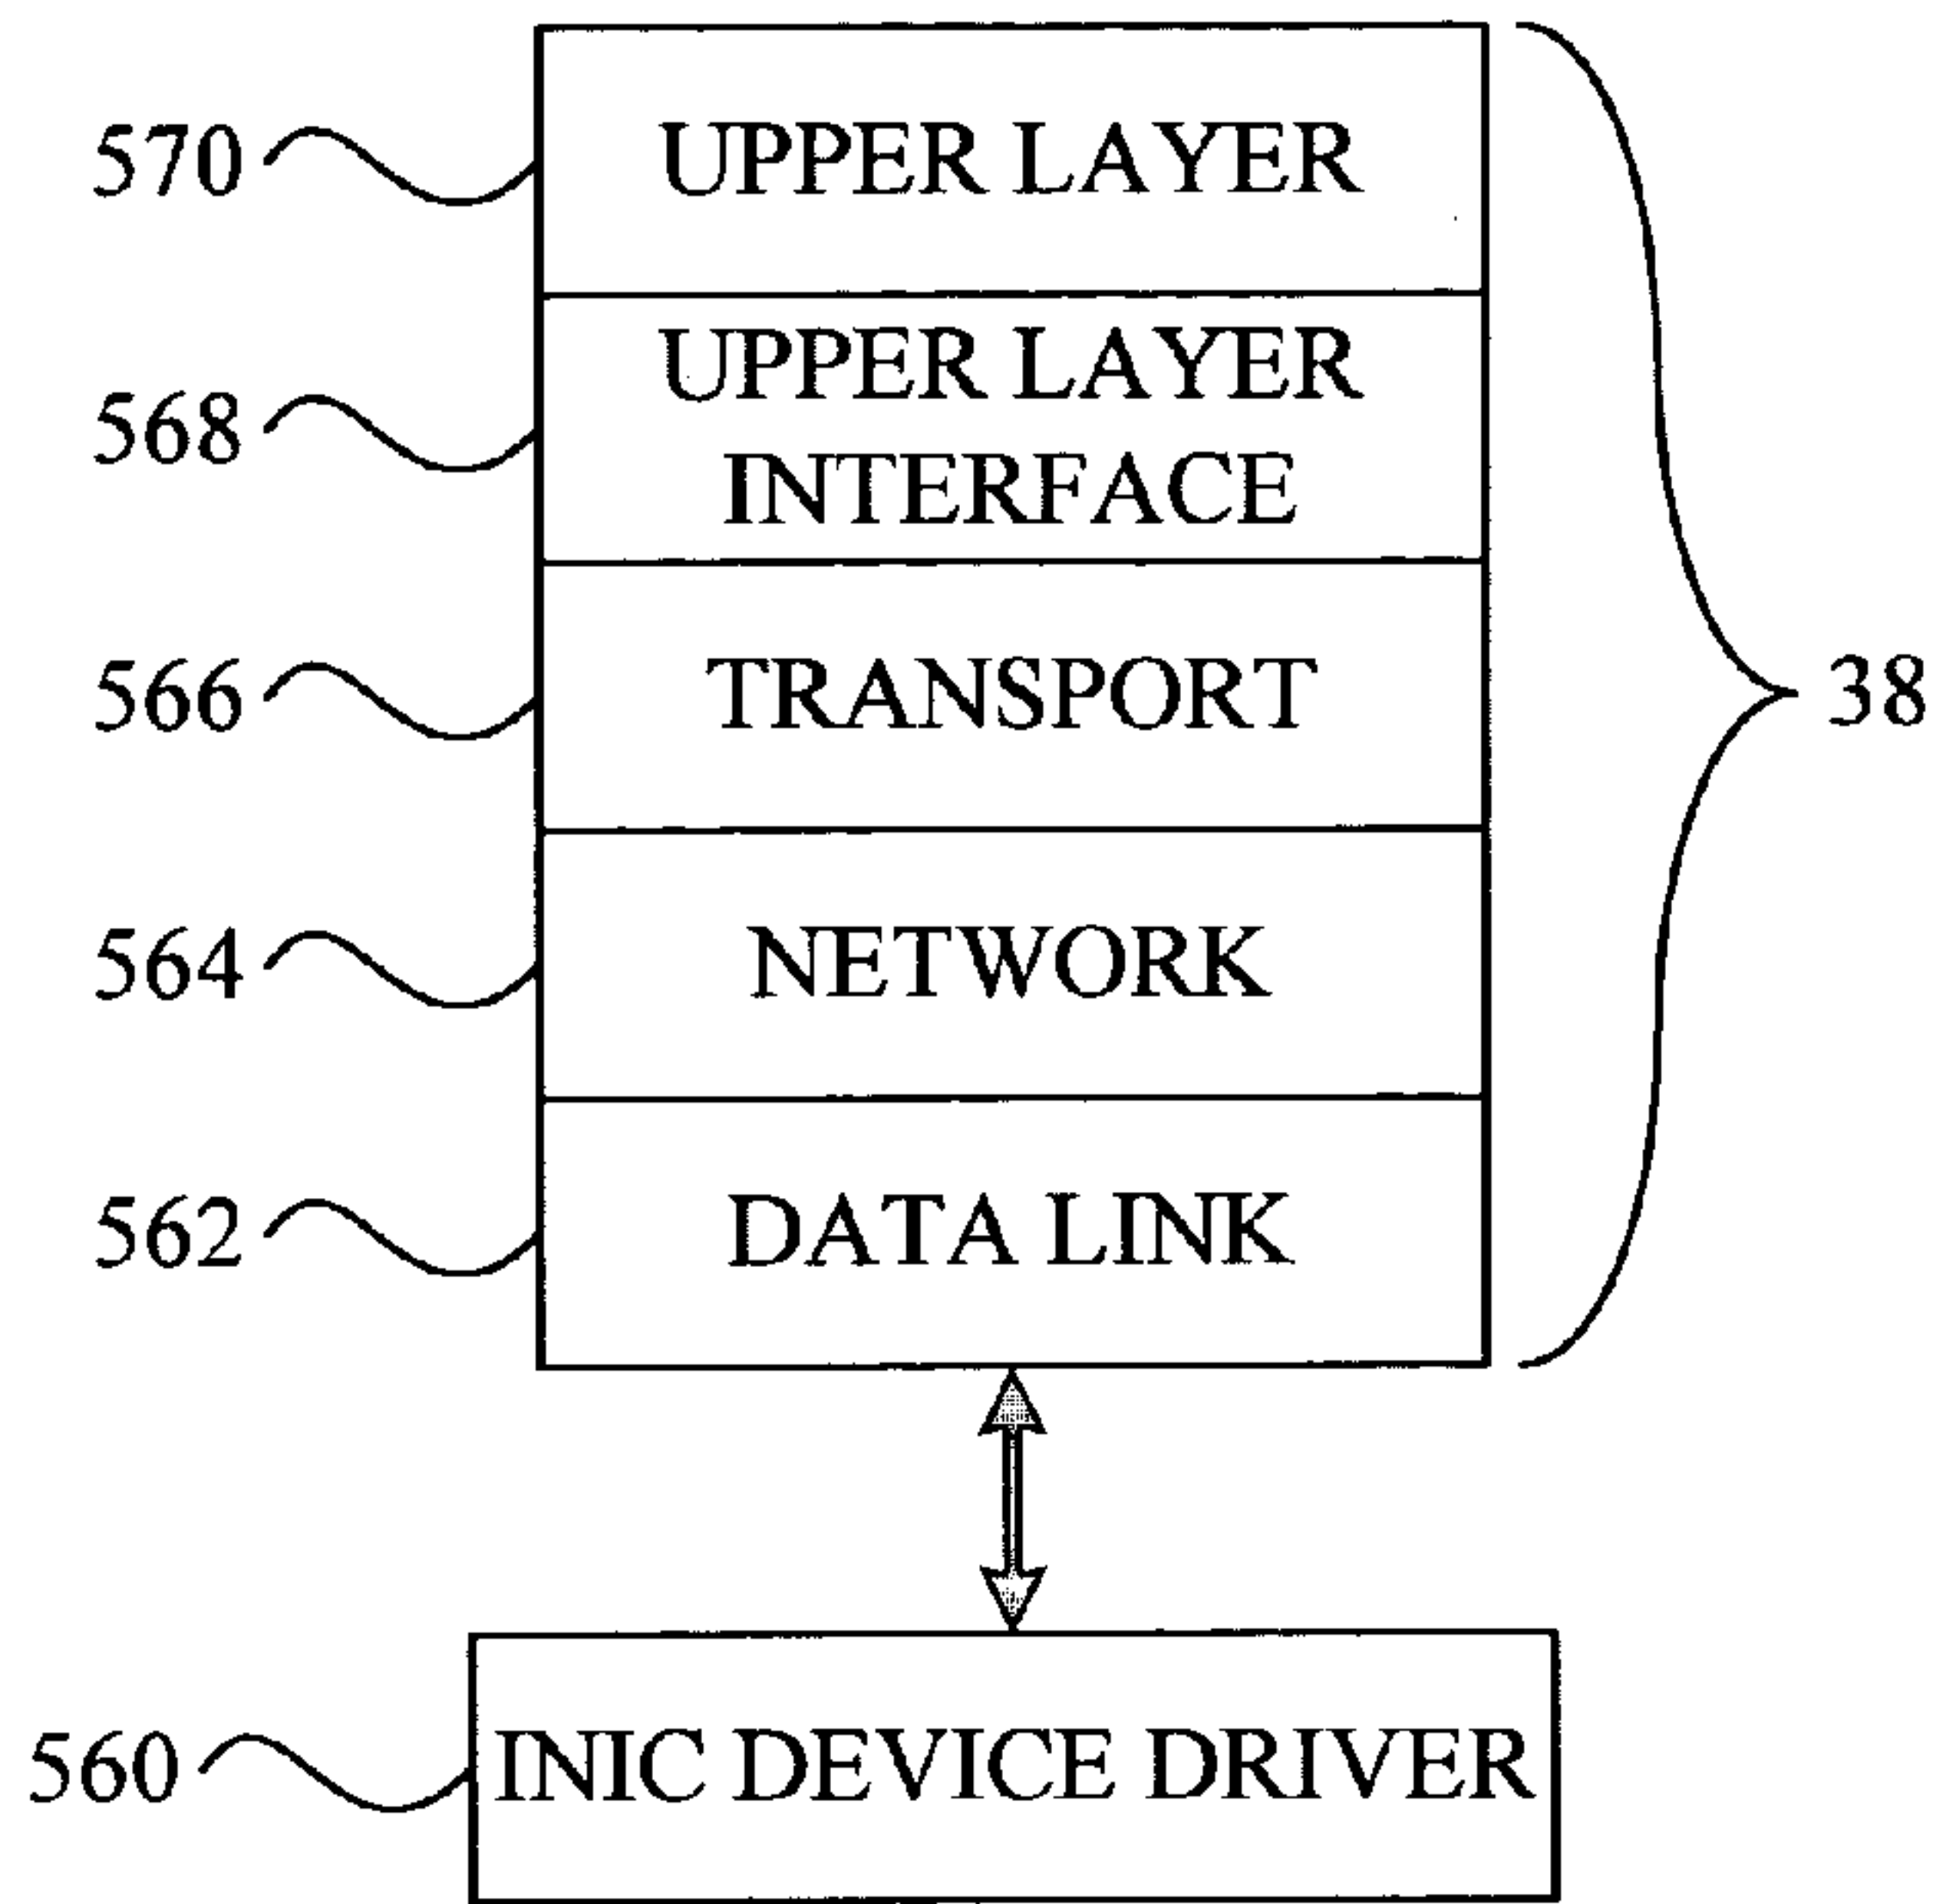 570 UPPER LAYER
568 UPPER LAYER
INTERFACE
566 TRANSPORT 38
564 NETWORK
562 DATA LINK
560 INIC DEVICE DRIVER